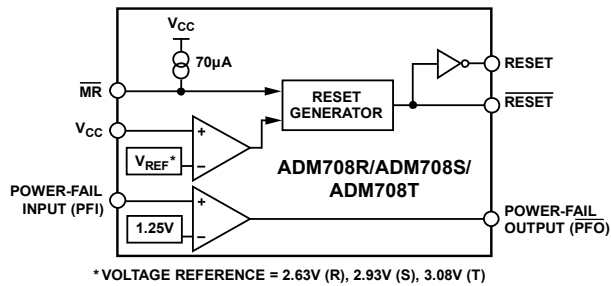 VCC
70µA
MR
VCC
VREF*
POWER-FAIL
INPUT (PFI)
1.25V
RESET
GENERATOR
ADM708R/ADM708S/
ADM708T
RESET
RESET
POWER-FAIL
OUTPUT (PFO)
* VOLTAGE REFERENCE = 2.63V (R), 2.93V (S), 3.08V (T)